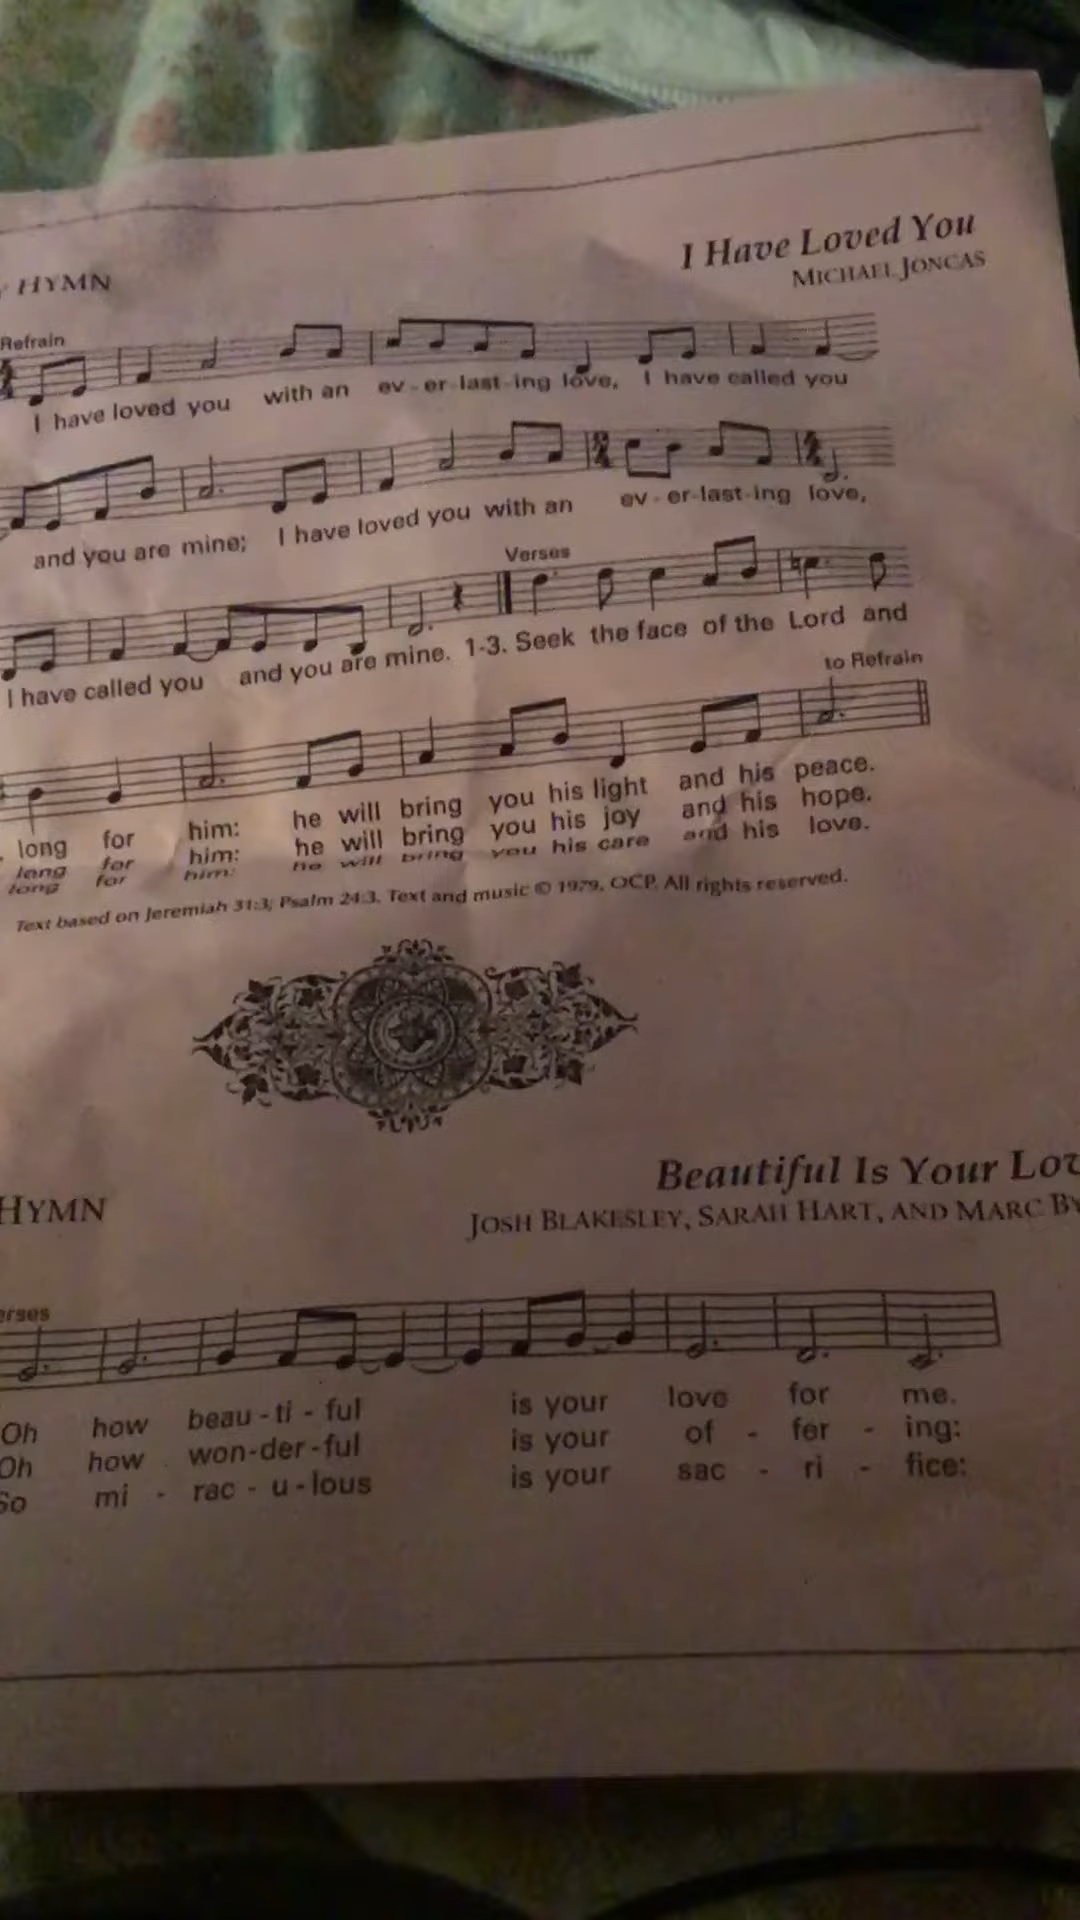 HYMN
I Have Loved You
MICHAEL JONCAS
Refrain
I have loved you with an ev - er - last - ing love, I have called you
and you are mine; I have loved you with an ev - er - last - ing love,
Verses
I have called you and you are mine. 1-3. Seek the face of the Lord and
to Refrain
long for him: he will bring you his light and his peace.
long for him: he will bring you his joy and his hope.
long for him: he will bring you his care and his love.
Text based on Jeremiah 31:3; Psalm 24:3. Text and music © 1979, OCP. All rights reserved.
HYMN
Beautiful Is Your
JOSH BLAKESLEY, SARAH HART, AND MARC
Oh how beau - ti - ful is your love for me.
Oh how won - der - ful is your of - fer - ing:
So mi - rac - u - lous is your sac - ri - fice: